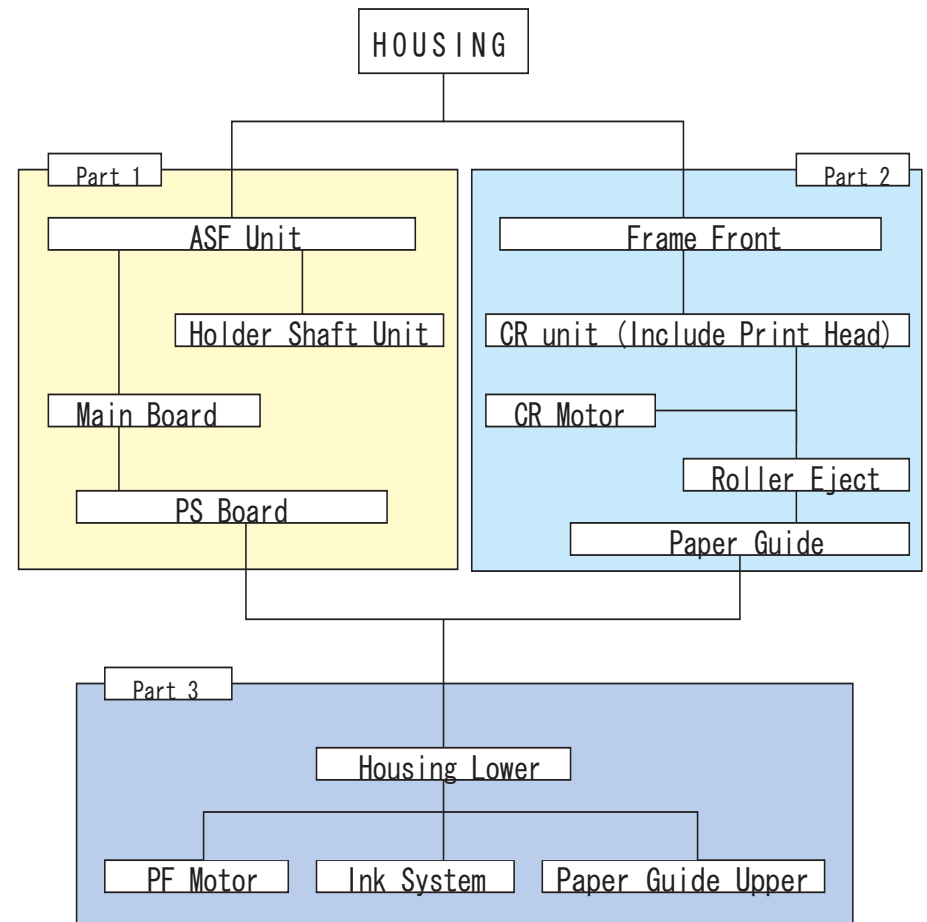 HOUSING
Part 1
Part 2
ASF Unit
Frame Front
Holder Shaft Unit
CR unit (Include Print Head)
Main Board
CR Motor
Roller Eject
PS Board
Paper Guide
Part 3
Housing Lower
PF Motor
Ink System
Paper Guide Upper